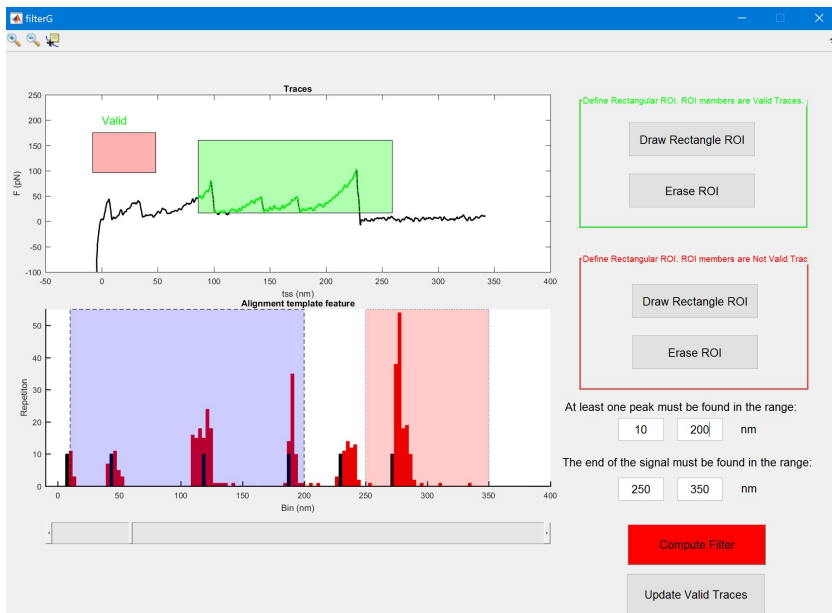 filterG
Traces
Valid
250
200
150
100
50
0
-50
-100
F (pN)
-50 0 50 100 150 200 250 300 350 400
tss (nm)
Alignment template feature
50
40
30
20
10
0
Repetiton
0 50 100 150 200 250 300 350 400
Bin (nm)
Define Rectangular ROI. ROI members are Valid Traces.
Draw Rectangle ROI
Erase ROI
Define Rectangular ROI. ROI members are Not Valid Trac
Draw Rectangle ROI
Erase ROI
At least one peak must be found in the range:
10 200 nm
The end of the signal must be found in the range:
250 350 nm
Compute Filter
Update Valid Traces